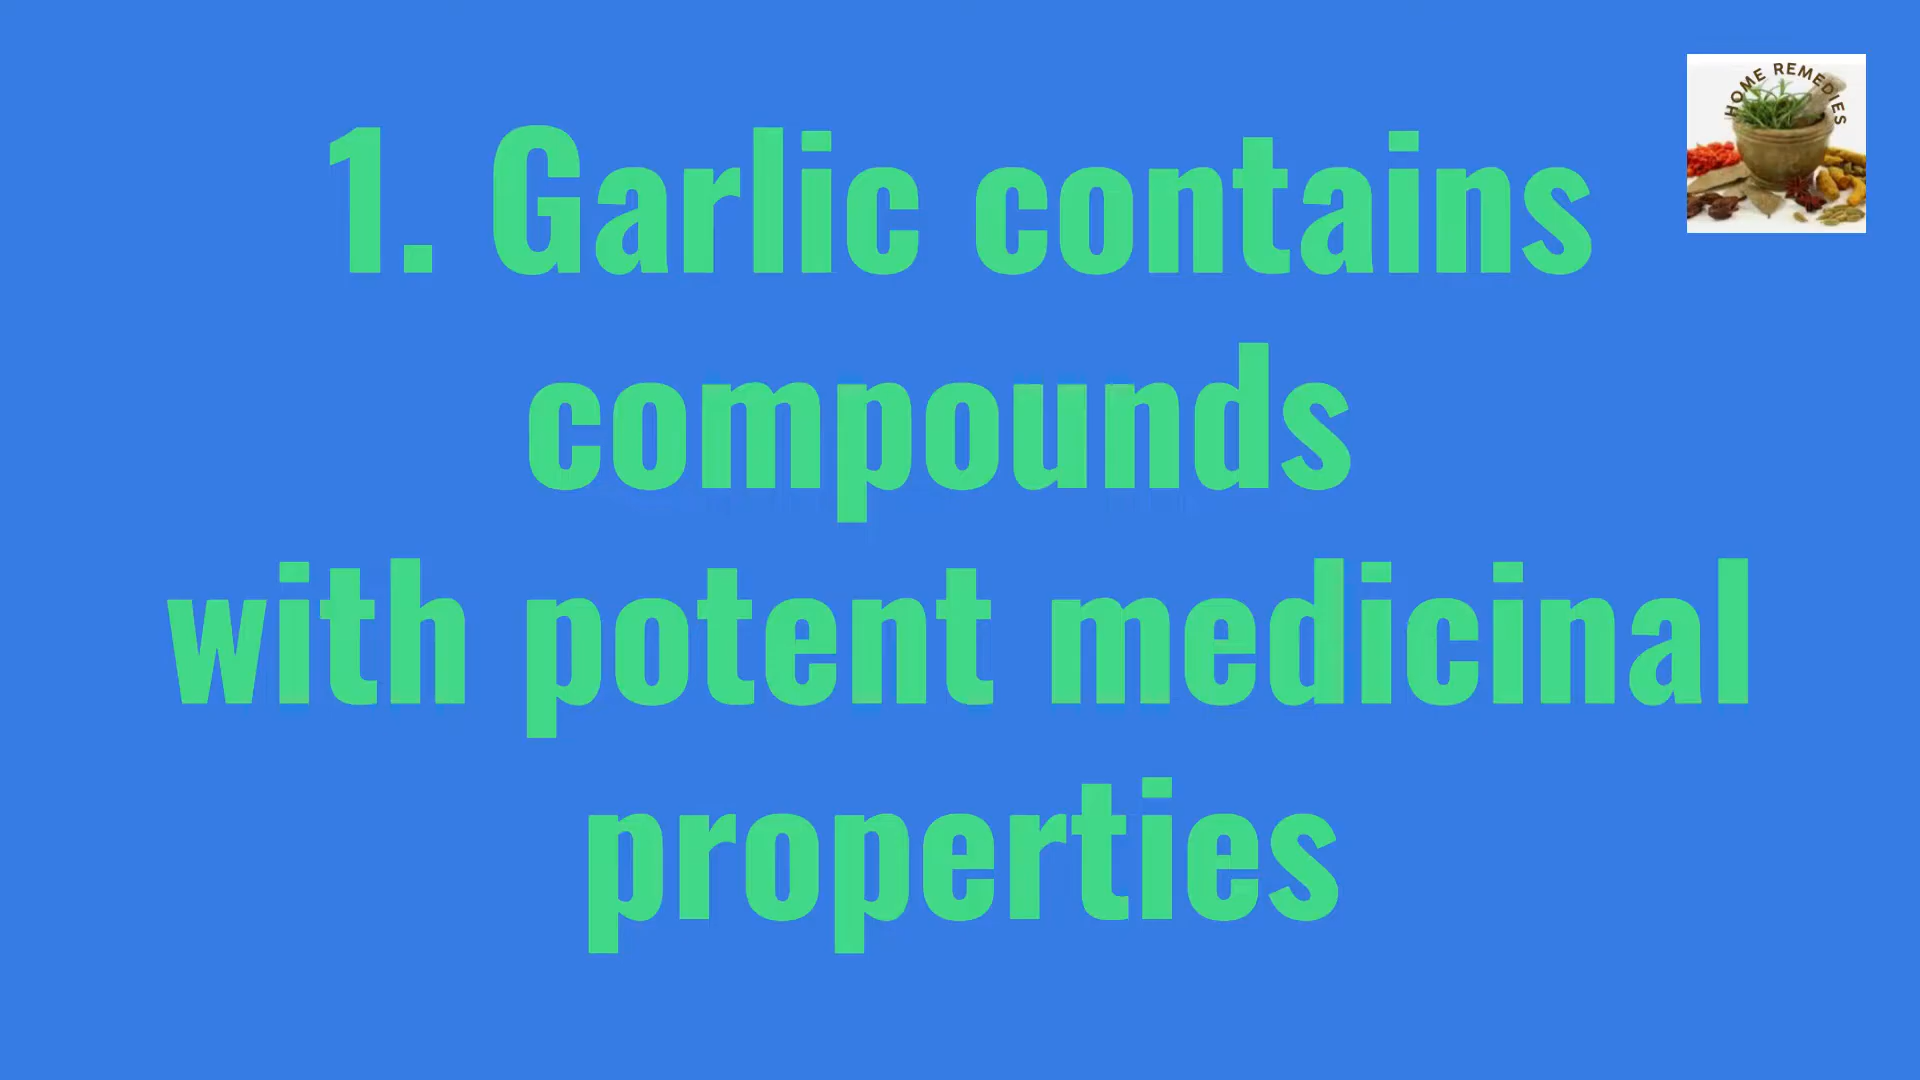 HOME REMEDIES
1. Garlic contains
compounds
with potent medicinal
properties